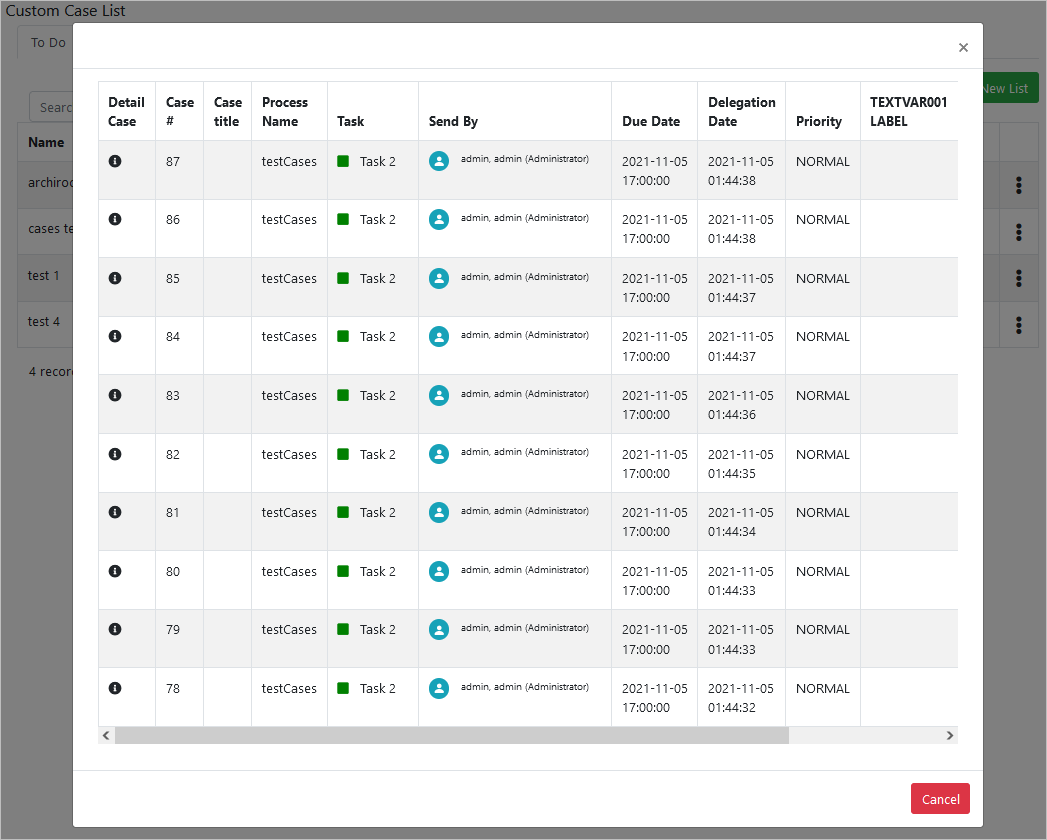 Custom Case List
To Do
×
Searc
New List
Name
archiroc
cases te
test 1
test 4
4 recor
Detail Case Case # Case title Process Name Task Send By Due Date Delegation Date Priority TEXTVAR001 LABEL
87 testCases Task 2 admin, admin (Administrator) 2021-11-05 17:00:00 2021-11-05 01:44:38 NORMAL
86 testCases Task 2 admin, admin (Administrator) 2021-11-05 17:00:00 2021-11-05 01:44:38 NORMAL
85 testCases Task 2 admin, admin (Administrator) 2021-11-05 17:00:00 2021-11-05 01:44:37 NORMAL
84 testCases Task 2 admin, admin (Administrator) 2021-11-05 17:00:00 2021-11-05 01:44:37 NORMAL
83 testCases Task 2 admin, admin (Administrator) 2021-11-05 17:00:00 2021-11-05 01:44:36 NORMAL
82 testCases Task 2 admin, admin (Administrator) 2021-11-05 17:00:00 2021-11-05 01:44:35 NORMAL
81 testCases Task 2 admin, admin (Administrator) 2021-11-05 17:00:00 2021-11-05 01:44:34 NORMAL
80 testCases Task 2 admin, admin (Administrator) 2021-11-05 17:00:00 2021-11-05 01:44:33 NORMAL
79 testCases Task 2 admin, admin (Administrator) 2021-11-05 17:00:00 2021-11-05 01:44:33 NORMAL
78 testCases Task 2 admin, admin (Administrator) 2021-11-05 17:00:00 2021-11-05 01:44:32 NORMAL
Cancel